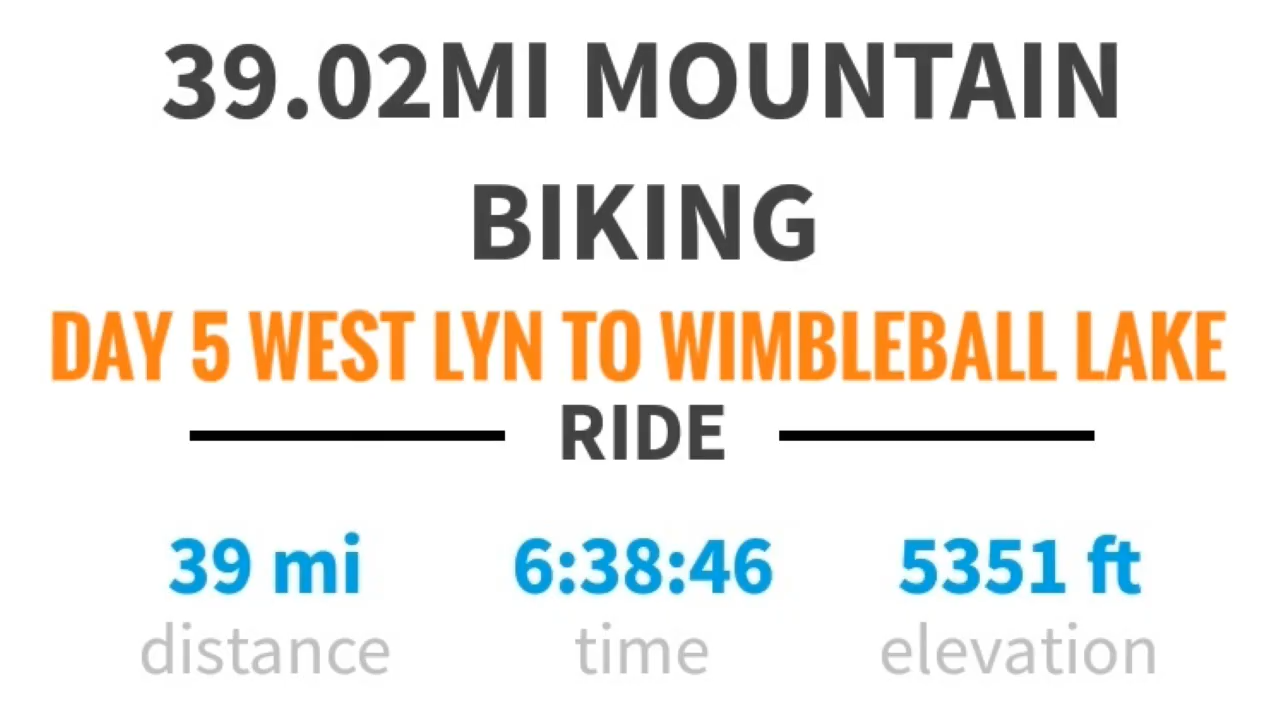 39.02MI MOUNTAIN
BIKING
DAY 5 WEST LYN TO WIMBLEBALL LAKE
RIDE
39 mi 6:38:46 5351 ft
distance time elevation